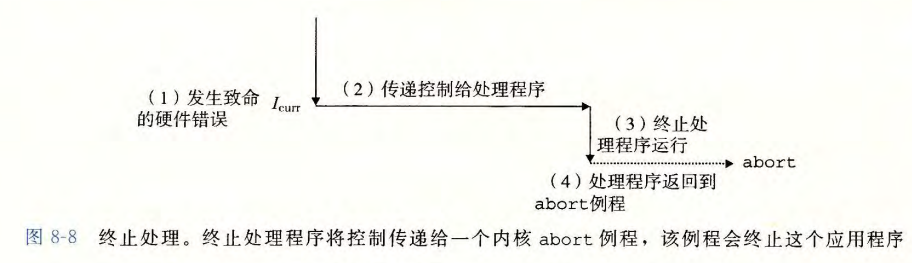 （1）发生致命
的硬件错误
Icurr
（2）传递控制给处理程序
（3）终止处
理程序运行
abort
（4）处理程序返回到
abort例程
图 8-8 终止处理。终止处理程序将控制传递给一个内核 abort 例程，该例程会终止这个应用程序